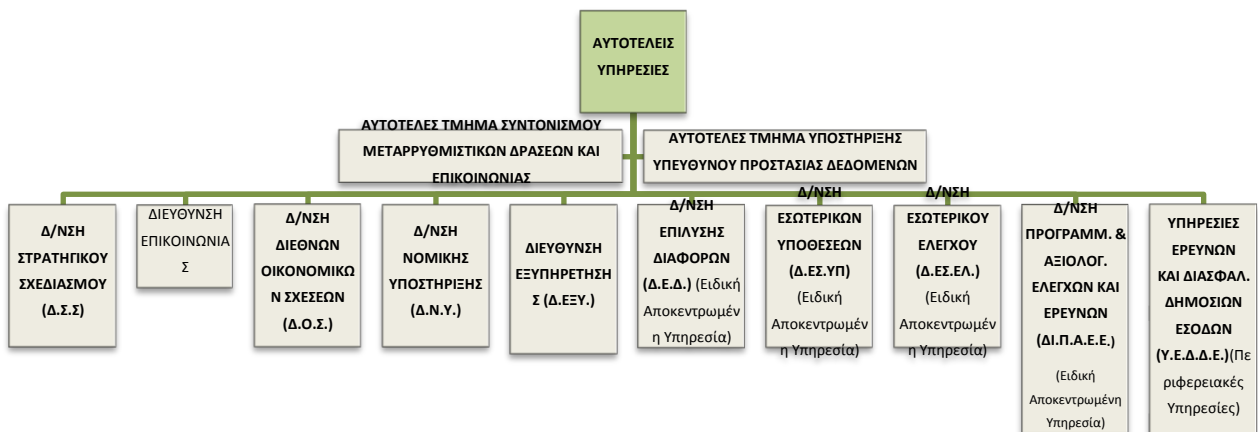 ΑΥΤΟΤΕΛΕΙΣ
ΥΠΗΡΕΣΙΕΣ
ΑΥΤΟΤΕΛΕΣ ΤΜΗΜΑ ΣΥΝΤΟΝΙΣΜΟΥ
ΜΕΤΑΡΡΥΘΜΙΣΤΙΚΩΝ ΔΡΑΣΕΩΝ ΚΑΙ
ΕΠΙΚΟΙΝΩΝΙΑΣ
ΑΥΤΟΤΕΛΕΣ ΤΜΗΜΑ ΥΠΟΣΤΗΡΙΞΗΣ
ΥΠΕΥΘΥΝΟΥ ΠΡΟΣΤΑΣΙΑΣ ΔΕΔΟΜΕΝΩΝ
Δ/ΝΣΗ
ΣΤΡΑΤΗΓΙΚΟΥ
ΣΧΕΔΙΑΣΜΟΥ
(Δ.Σ.Σ)
ΔΙΕΥΘΥΝΣΗ
ΕΠΙΚΟΙΝΩΝΙΑ
Σ
Δ/ΝΣΗ
ΔΙΕΘΝΩΝ
ΟΙΚΟΝΟΜΙΚΩ
Ν ΣΧΕΣΕΩΝ
(Δ.Ο.Σ.)
Δ/ΝΣΗ
ΝΟΜΙΚΗΣ
ΥΠΟΣΤΗΡΙΞΗΣ
(Δ.Ν.Υ.)
ΔΙΕΥΘΥΝΣΗ
ΕΞΥΠΗΡΕΤΗΣΗ
Σ (Δ.ΕΞΥ.)
Δ/ΝΣΗ
ΕΠΙΛΥΣΗΣ
ΔΙΑΦΟΡΩΝ
(Δ.Ε.Δ.) (Ειδική
Αποκεντρωμέν
η Υπηρεσία)
Δ/ΝΣΗ
ΕΣΩΤΕΡΙΚΩΝ
ΥΠΟΘΕΣΕΩΝ
(Δ.ΕΣ.ΥΠ)
(Ειδική
Αποκεντρωμέν
η Υπηρεσία)
Δ/ΝΣΗ
ΕΣΩΤΕΡΙΚΟΥ
ΕΛΕΓΧΟΥ
(Δ.ΕΣ.ΕΛ.)
(Ειδική
Αποκεντρωμέν
η Υπηρεσία)
Δ/ΝΣΗ
ΠΡΟΓΡΑΜΜ. &
ΑΞΙΟΛΟΓ.
ΕΛΕΓΧΩΝ ΚΑΙ
ΕΡΕΥΝΩΝ
(ΔΙ.Π.Α.Ε.Ε.)
(Ειδική
Αποκεντρωμένη
Υπηρεσία)
ΥΠΗΡΕΣΙΕΣ
ΕΡΕΥΝΩΝ
ΚΑΙ ΔΙΑΣΦΑΛ.
ΔΗΜΟΣΙΩΝ
ΕΣΟΔΩΝ
(Υ.Ε.Δ.Δ.Ε.)(Πε
ριφερειακές
Υπηρεσίες)